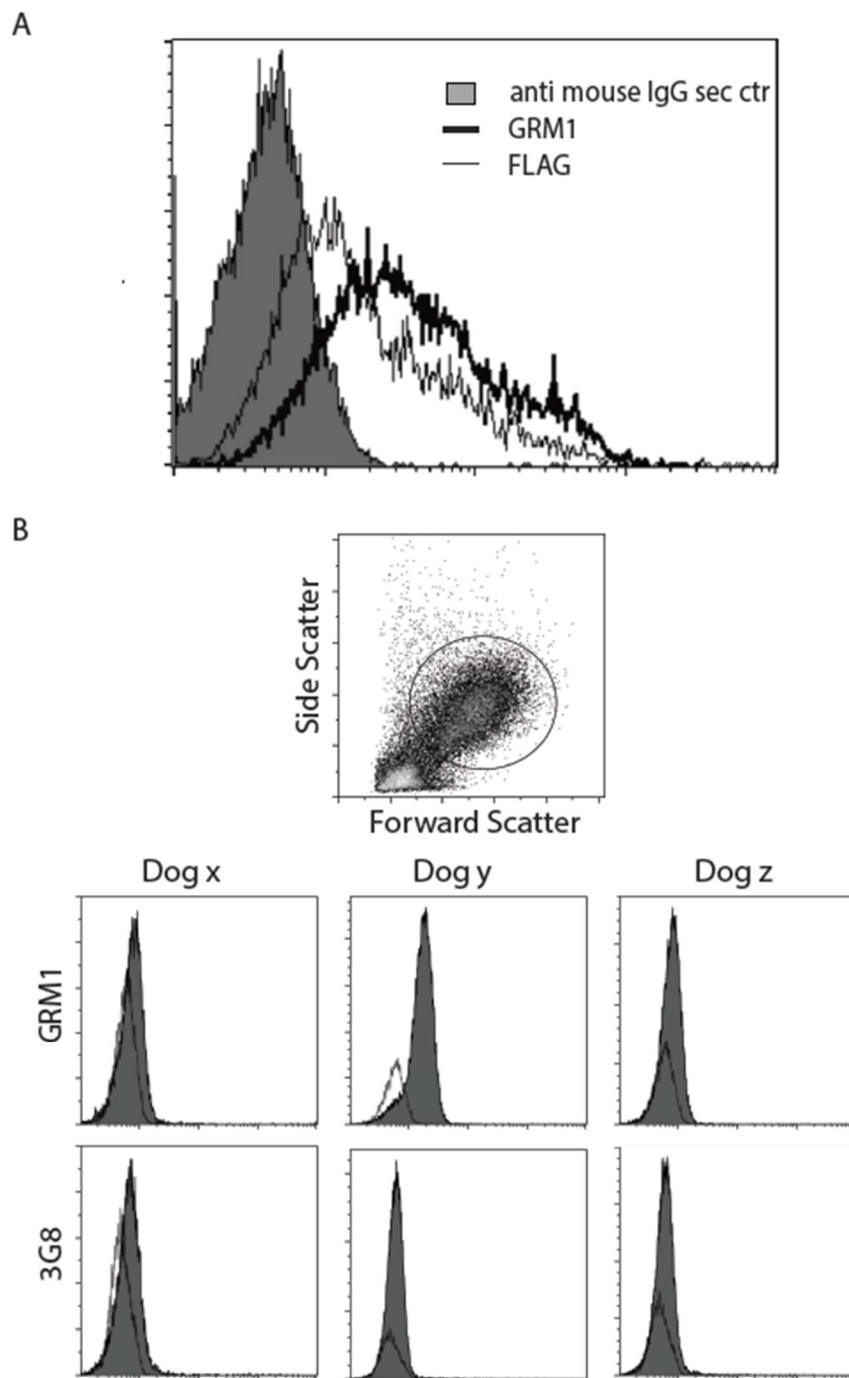 A
anti mouse IgG sec ctr
GRM1
FLAG
B
Side Scatter
Forward Scatter
Dog x
Dog y
Dog z
GRM1
3G8